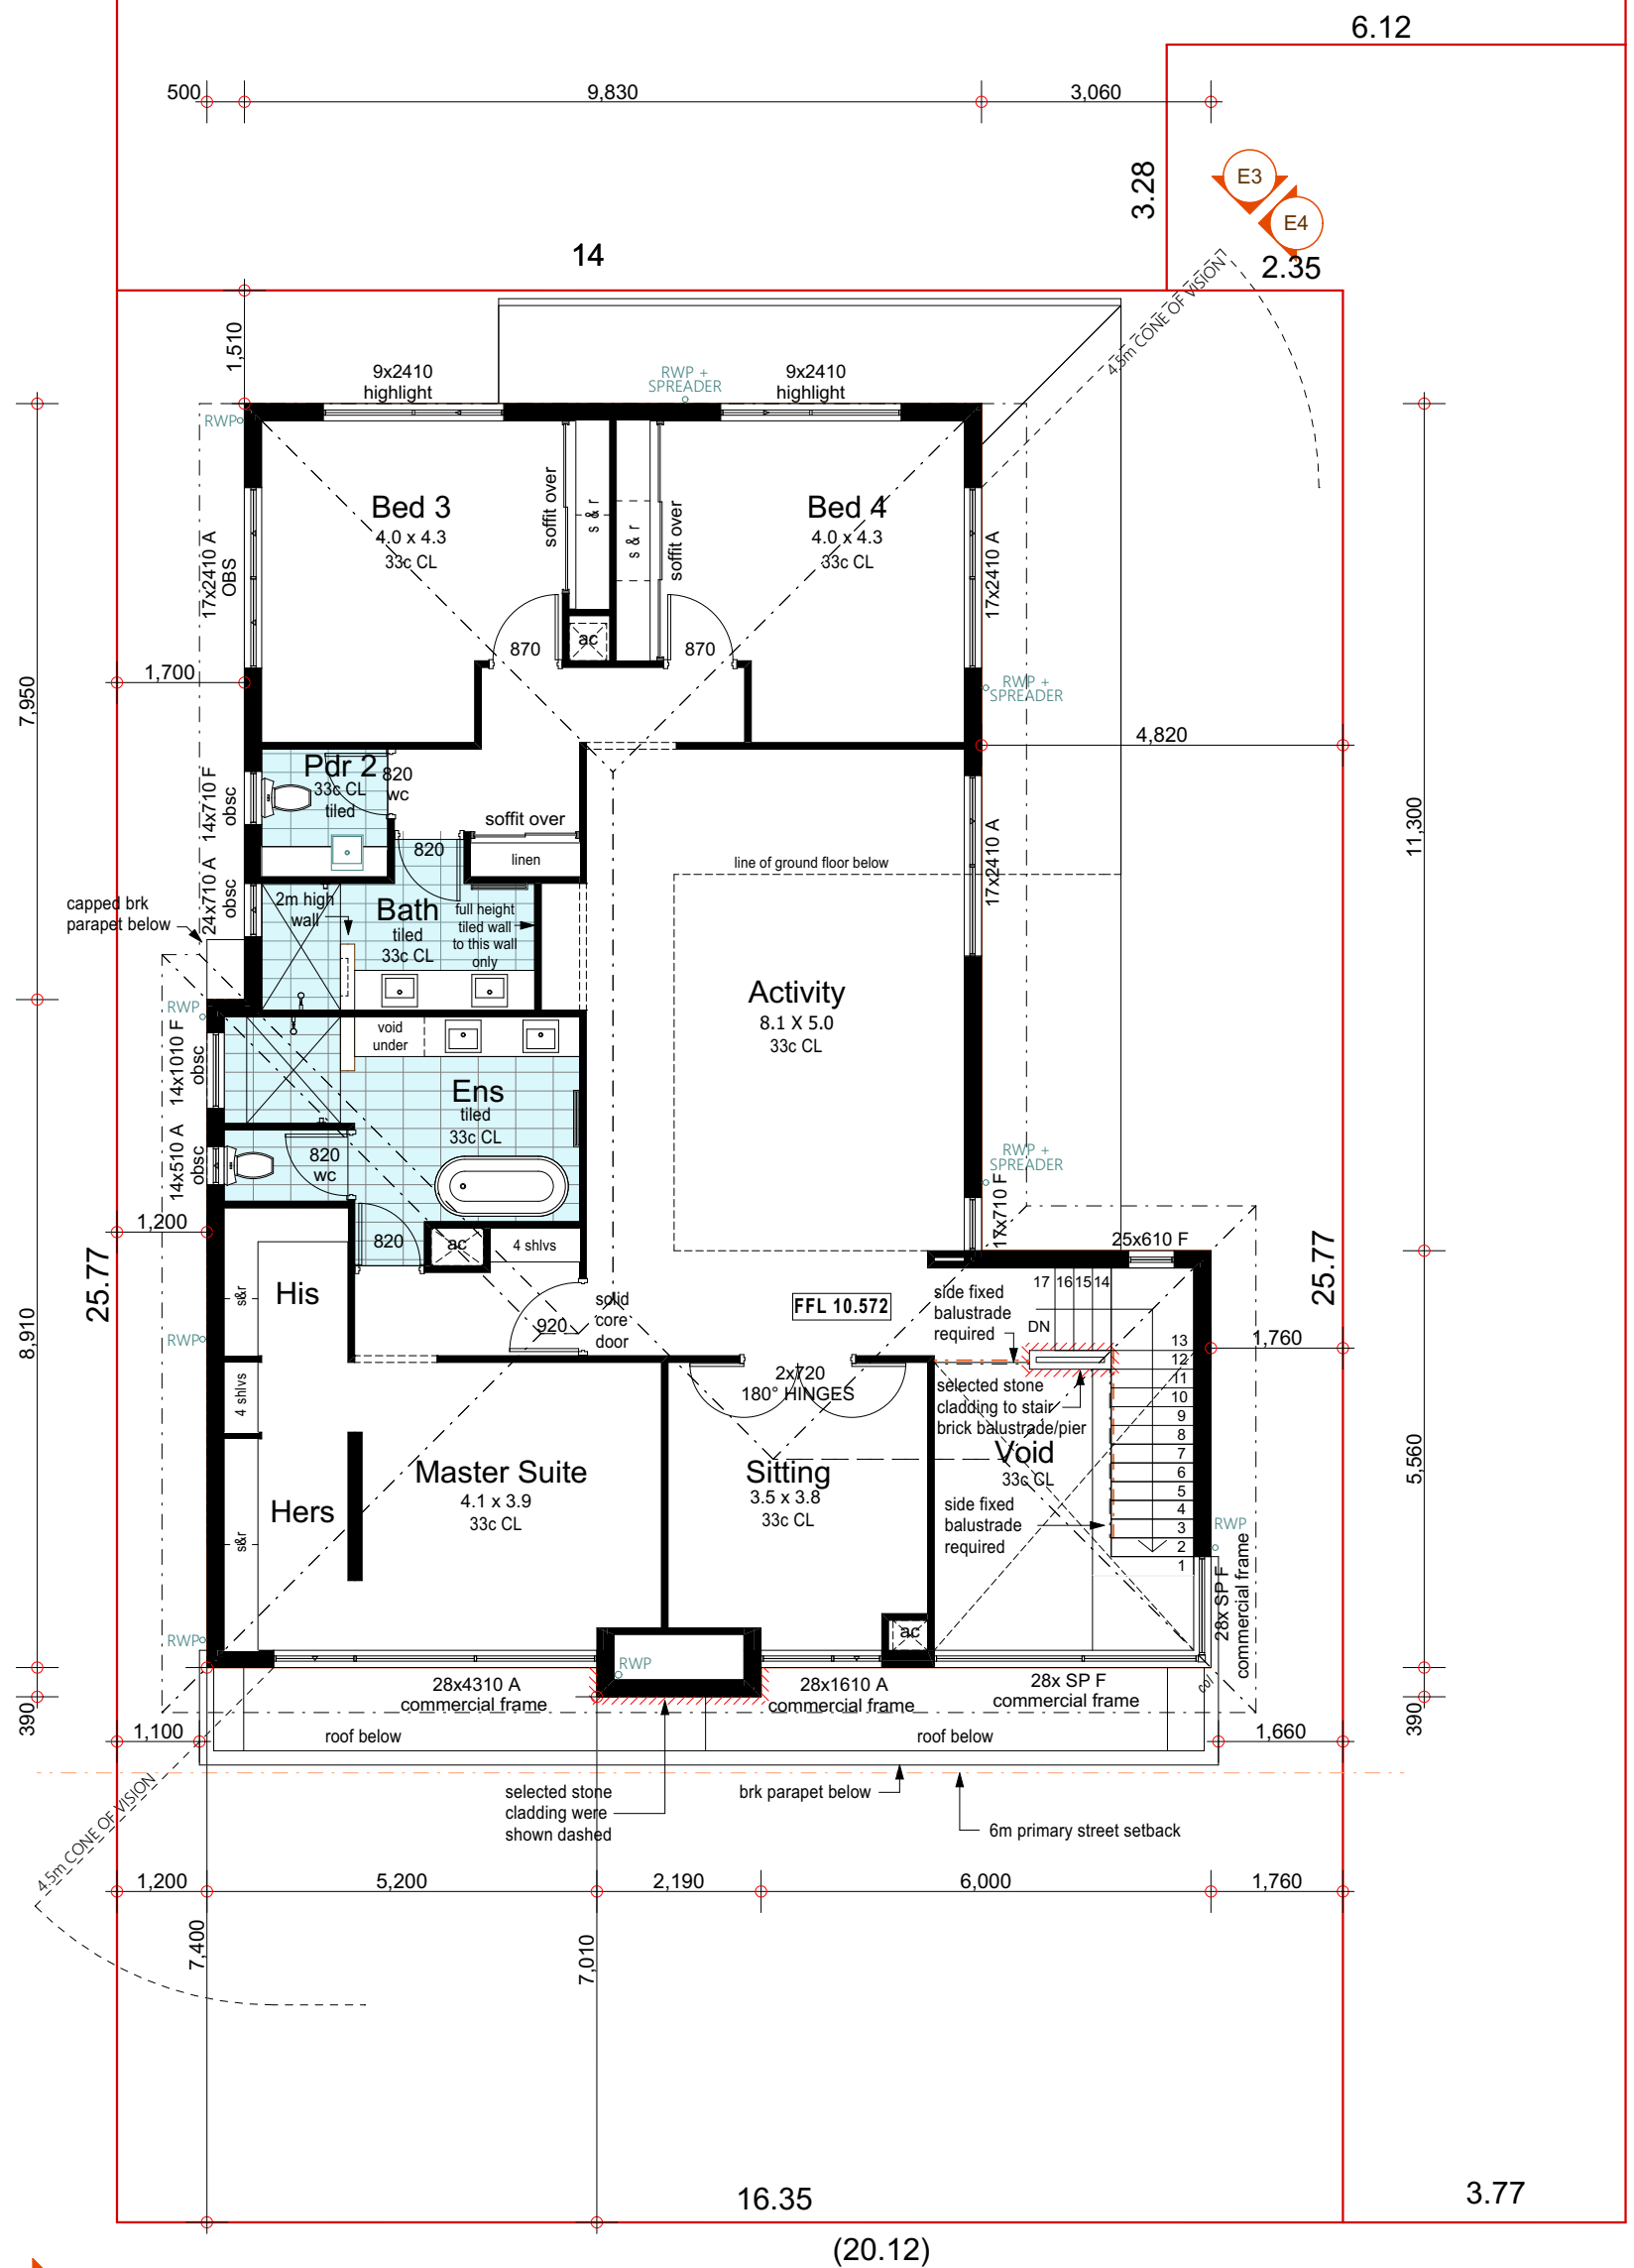 6.12
500
9,830
3,060
3.28
E3
E4
14
2.35
4.5m CONE OF VISION
1,510
9x2410
highlight
RWP +
SPREADER
9x2410
highlight
RWP
Bed 3
4.0 x 4.3
33c CL
soffit over
s & r
s & r
soffit over
Bed 4
4.0 x 4.3
33c CL
17x2410 A
OBS
17x2410 A
870
ac
870
1,700
RWP +
SPREADER
7,950
4,820
Pdr 2
33c CL
tiled
820
wc
14x710 F
obsc
soffit over
820
linen
line of ground floor below
17x2410 A
11,300
24x710 A
obsc
capped brk
parapet below
2m high
wall
Bath
tiled
33c CL
full height
tiled wall
to this wall
only
Activity
8.1 X 5.0
33c CL
RWP
14x1010 F
obsc
void
under
Ens
tiled
33c CL
14x510 A
obsc
820
wc
RWP +
SPREADER
17x710 F
1,200
820
ac
4 shlvs
25x610 F
25.77
25.77
s&r
His
solid
core
door
920
FFL 10.572
side fixed
balustrade
required
17
16
15
14
DN
RWP
13
12
11
10
9
8
7
6
5
4
3
2
1
1,760
8,910
4 shlvs
2x720
180° HINGES
selected stone
cladding to stair
brick balustrade/pier
5,560
Master Suite
4.1 x 3.9
33c CL
Sitting
3.5 x 3.8
33c CL
Void
33c CL
Hers
s&r
side fixed
balustrade
required
RWP
28x SP F
commercial frame
RWP
ac
RWP
28x4310 A
commercial frame
28x1610 A
commercial frame
28x SP F
commercial frame
col
390
390
1,100
roof below
roof below
1,660
4.5m CONE OF VISION
selected stone
cladding were
shown dashed
brk parapet below
6m primary street setback
1,200
5,200
2,190
6,000
1,760
7,400
7,010
16.35
3.77
(20.12)